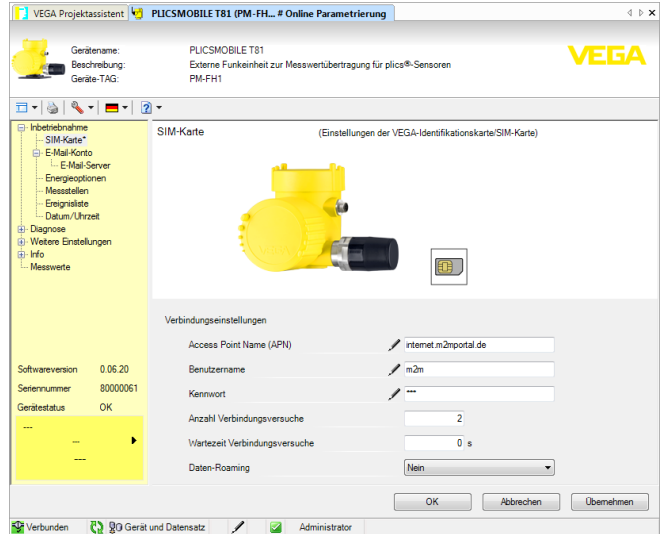 VEGA Projektassistent
PLICSMOBILE T81 (PM-FH... # Online Parametrierung
Gerätename: PLICSMOBILE T81
Beschreibung: Externe Funkeinheit zur Messwertübertragung für plics®-Sensoren
Geräte-TAG: PM-FH1
VEGA
Inbetriebnahme
SIM-Karte*
E-Mail-Konto
E-Mail-Server
Energieoptionen
Messstellen
Ereignisliste
Datum/Uhrzeit
Diagnose
Weitere Einstellungen
Info
Messwerte
Softwareversion 0.06.20
Seriennummer 80000061
Gerätestatus OK
---
---
---
SIM-Karte
(Einstellungen der VEGA-Identifikationskarte/SIM-Karte)
Verbindungseinstellungen
Access Point Name (APN) internet.m2mportal.de
Benutzername m2m
Kennwort ***
Anzahl Verbindungsversuche 2
Wartezeit Verbindungsversuche 0 s
Daten-Roaming Nein
OK Abbrechen Übernehmen
Verbunden Gerät und Datensatz Administrator